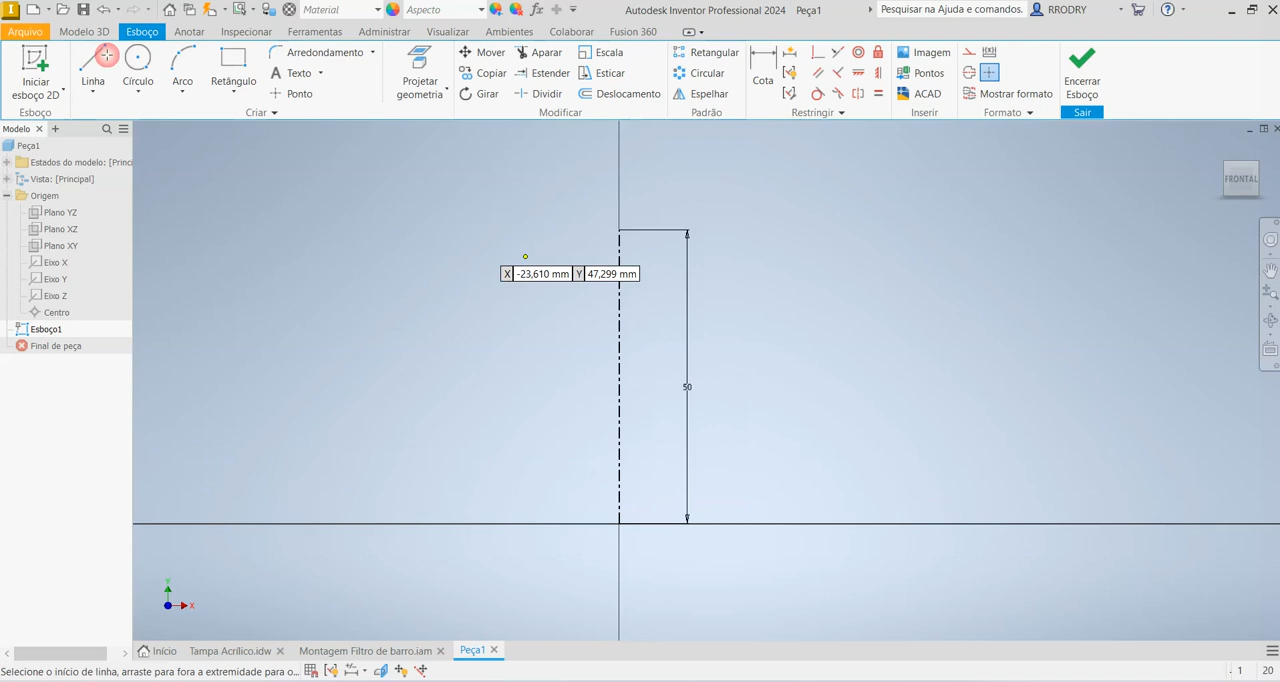 Material
Aspecto
Autodesk Inventor Professional 2024 Peça1
Pesquisar na Ajuda e comandos.
RRODRY
Arquivo
Modelo 3D
Esboço
Anotar
Inspecionar
Ferramentas
Administrar
Visualizar
Ambientes
Colaborar
Fusion 360
Iniciar
esboço 2D
Linha
Círculo
Arco
Retângulo
Arredondamento
Texto
Ponto
Projetar
geometria
Mover
Copiar
Girar
Aparar
Estender
Dividir
Escala
Esticar
Deslocamento
Retangular
Circular
Espelhar
Cota
Imagem
Pontos
ACAD
Mostrar formato
Encerrar
Esboço
Esboço
Criar
Modificar
Padrão
Restringir
Inserir
Formato
Sair
Modelo
Peça1
Estados do modelo: [Princ
Vista: [Principal]
Origem
Plano YZ
Plano XZ
Plano XY
Eixo X
Eixo Y
Eixo Z
Centro
Esboço1
Final de peça
FRONTAL
X -23,610 mm Y 47,299 mm
50
Y
X
Início
Tampa Acrílico.idw
Montagem Filtro de barro.iam
Peça1
Selecione o início de linha, arraste para fora a extremidade para o...
1
20